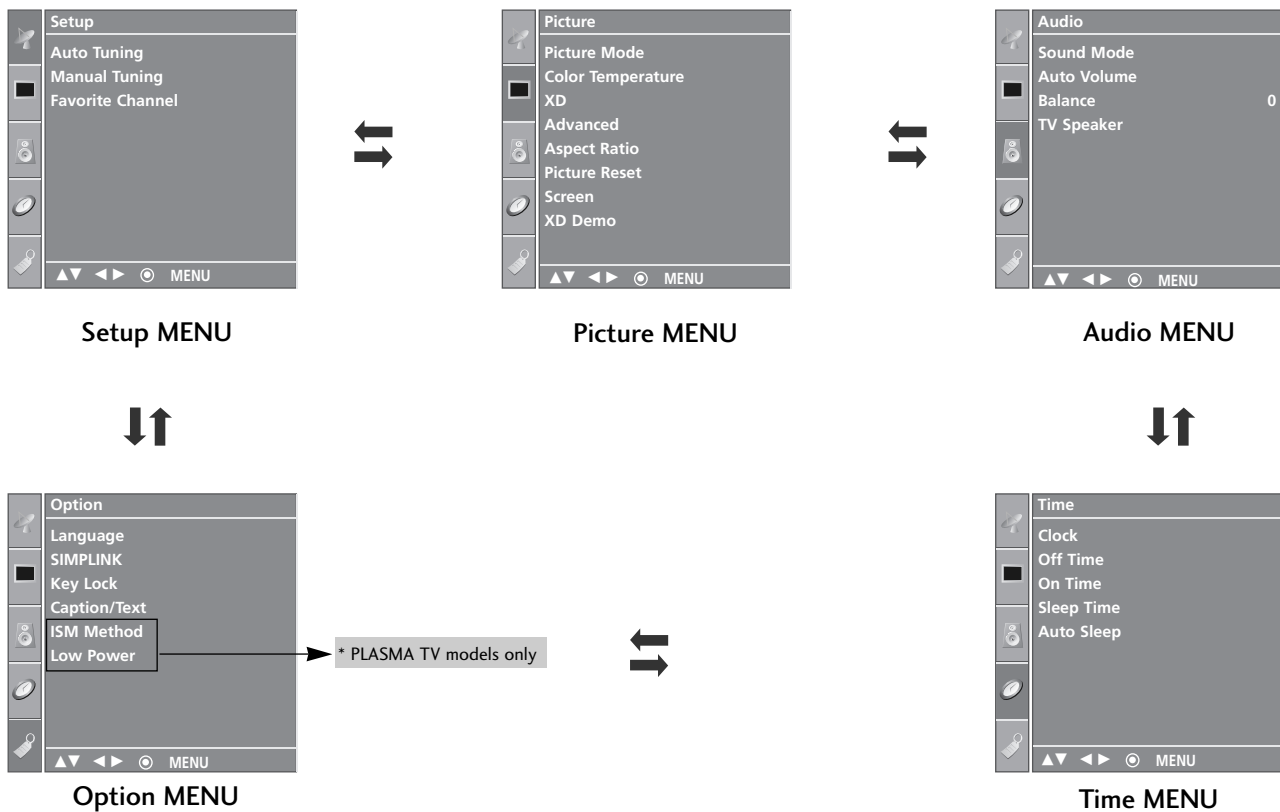 Setup
Auto Tuning
Manual Tuning
Favorite Channel
MENU
Setup MENU
Picture
Picture Mode
Color Temperature
XD
Advanced
Aspect Ratio
Picture Reset
Screen
XD Demo
MENU
Picture MENU
Audio
Sound Mode
Auto Volume
Balance 0
TV Speaker
MENU
Audio MENU
Option
Language
SIMPLINK
Key Lock
Caption/Text
ISM Method
Low Power
* PLASMA TV models only
MENU
Option MENU
Time
Clock
Off Time
On Time
Sleep Time
Auto Sleep
MENU
Time MENU